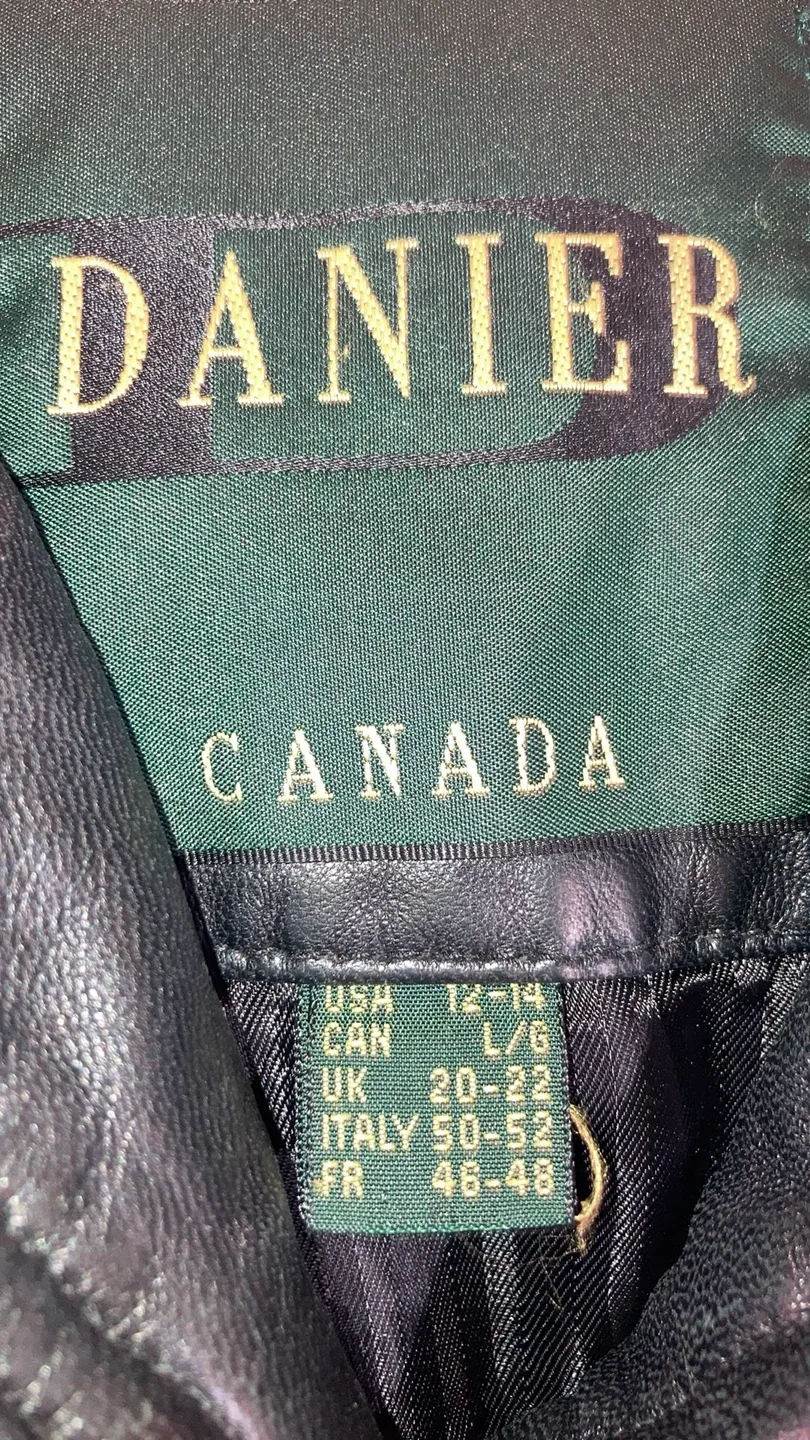 DANIER
CANADA
USA 12-14
CAN L/G
UK 20-22
ITALY 50-52
FR 46-48